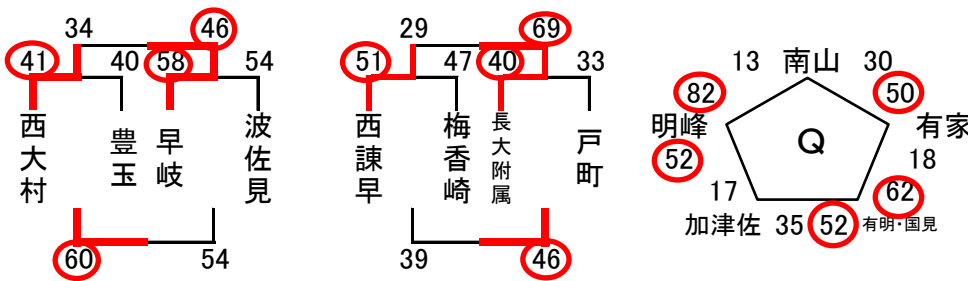 34 46
41 40 58 54
西大村 豊玉 早岐 波佐見
60 54
29 69
51 47 40 33
西諫早 梅香崎 長大附属 戸町
39 46
13 南山 30
82 50
明峰 Q 有家
52 18
17 62
加津佐 35 52 有明・国見